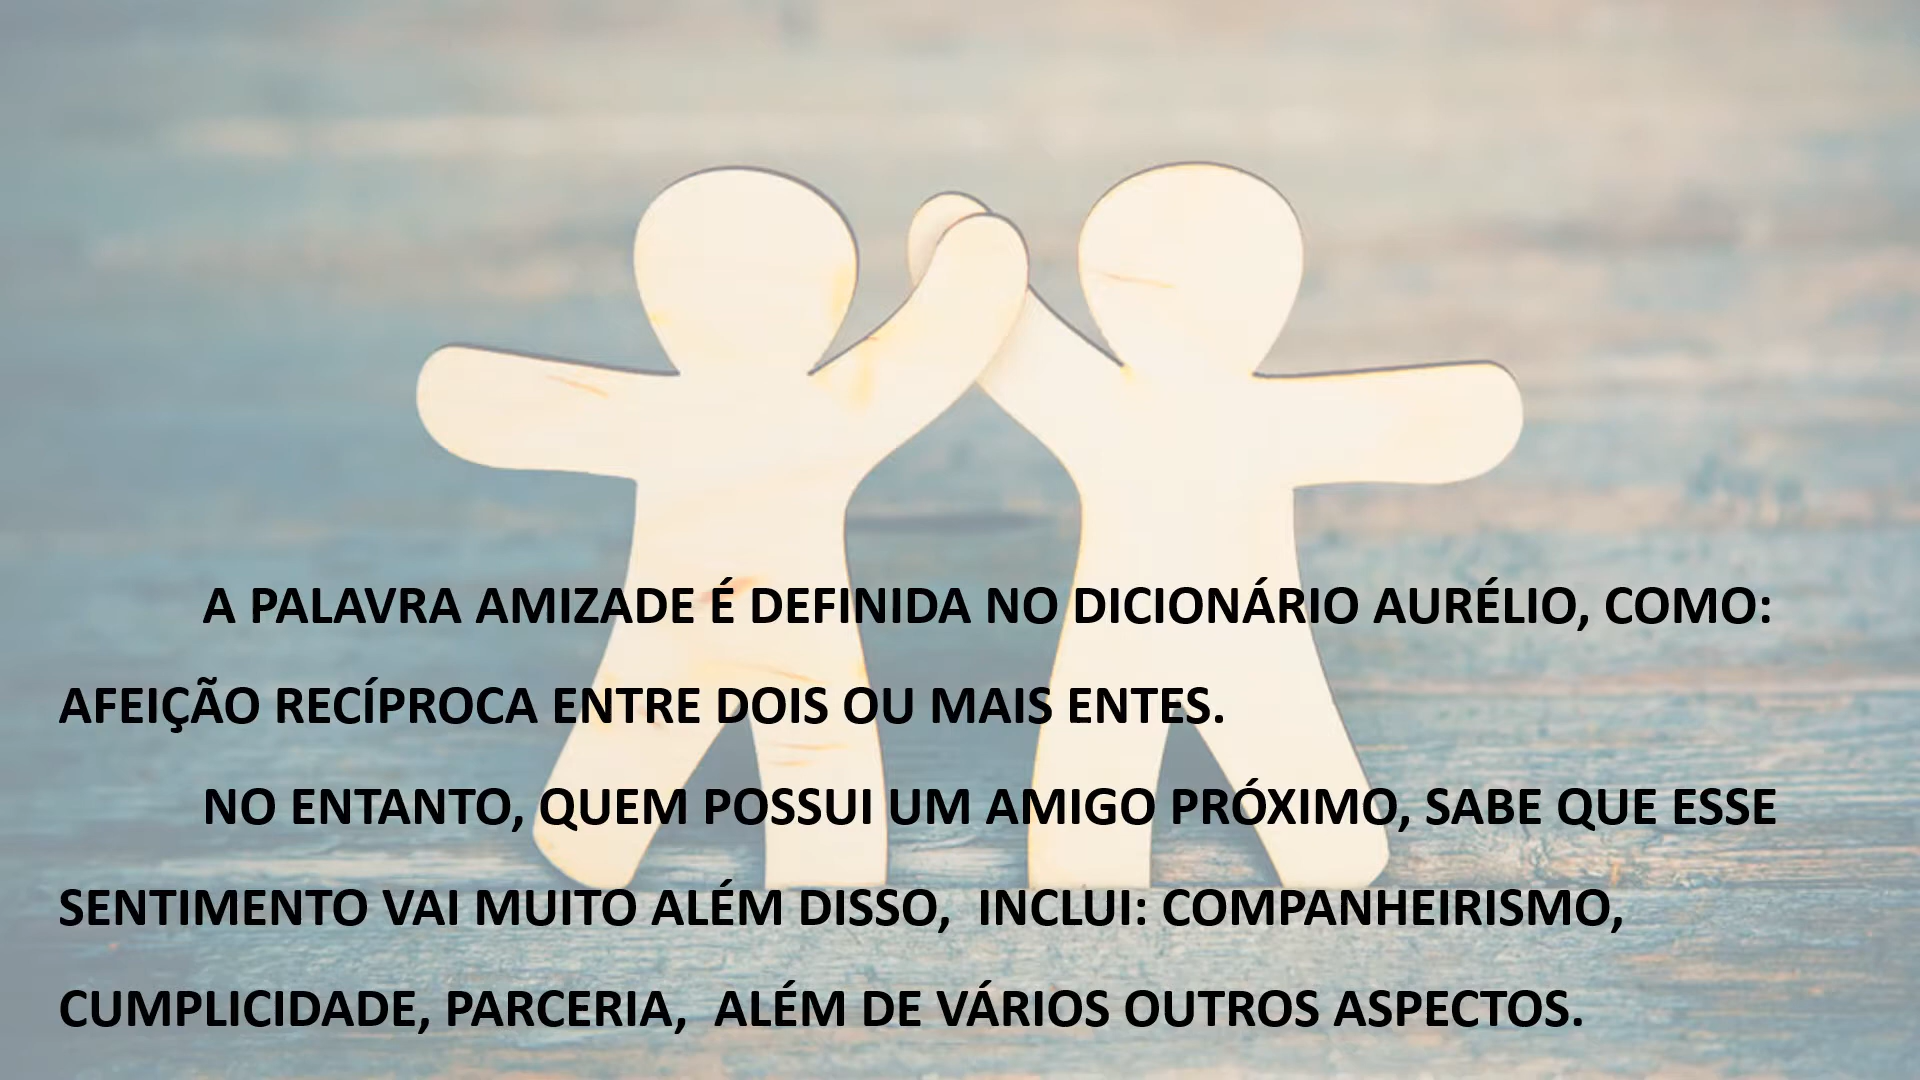 A PALAVRA AMIZADE É DEFINIDA NO DICIONÁRIO AURÉLIO, COMO:
AFEIÇÃO RECÍPROCA ENTRE DOIS OU MAIS ENTES.
NO ENTANTO, QUEM POSSUI UM AMIGO PRÓXIMO, SABE QUE ESSE
SENTIMENTO VAI MUITO ALÉM DISSO,  INCLUI: COMPANHEIRISMO,
CUMPLICIDADE, PARCERIA,  ALÉM DE VÁRIOS OUTROS ASPECTOS.